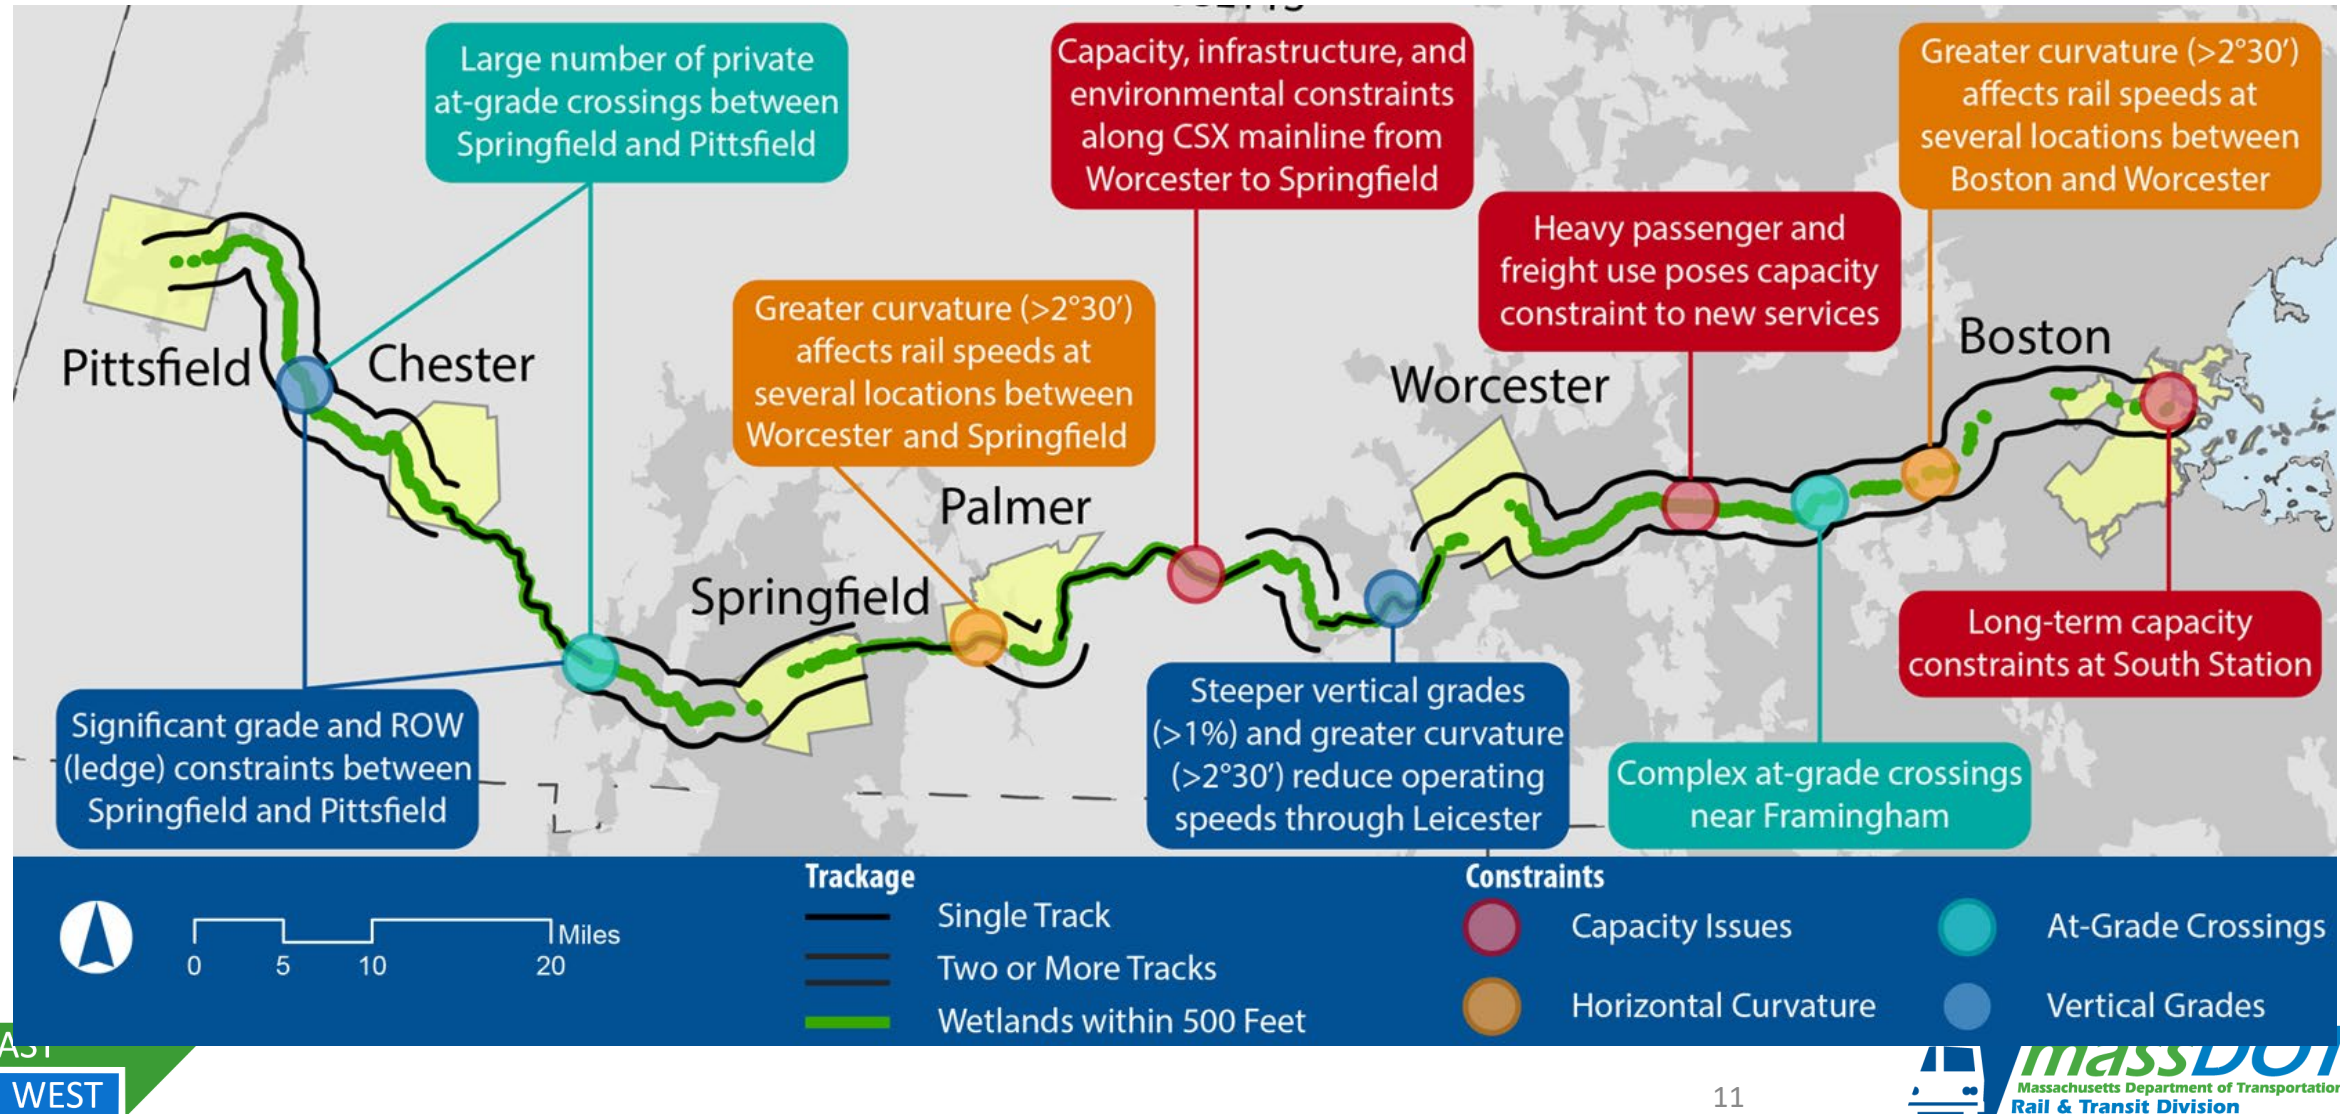 Large number of private
at-grade crossings between
Springfield and Pittsfield
Capacity, infrastructure, and
environmental constraints
along CSX mainline from
Worcester to Springfield
Greater curvature (>2°30′)
affects rail speeds at
several locations between
Boston and Worcester
Heavy passenger and
freight use poses capacity
constraint to new services
Greater curvature (>2°30′)
affects rail speeds at
several locations between
Worcester and Springfield
Pittsfield
Chester
Springfield
Palmer
Worcester
Boston
Significant grade and ROW
(ledge) constraints between
Springfield and Pittsfield
Steeper vertical grades
(>1%) and greater curvature
(>2°30′) reduce operating
speeds through Leicester
Long-term capacity
constraints at South Station
Complex at-grade crossings
near Framingham
Miles
0 5 10 20
Trackage
Single Track
Two or More Tracks
Wetlands within 500 Feet
Constraints
Capacity Issues
At-Grade Crossings
Horizontal Curvature
Vertical Grades
WEST
11
massDOT
Massachusetts Department of Transportation
Rail & Transit Division